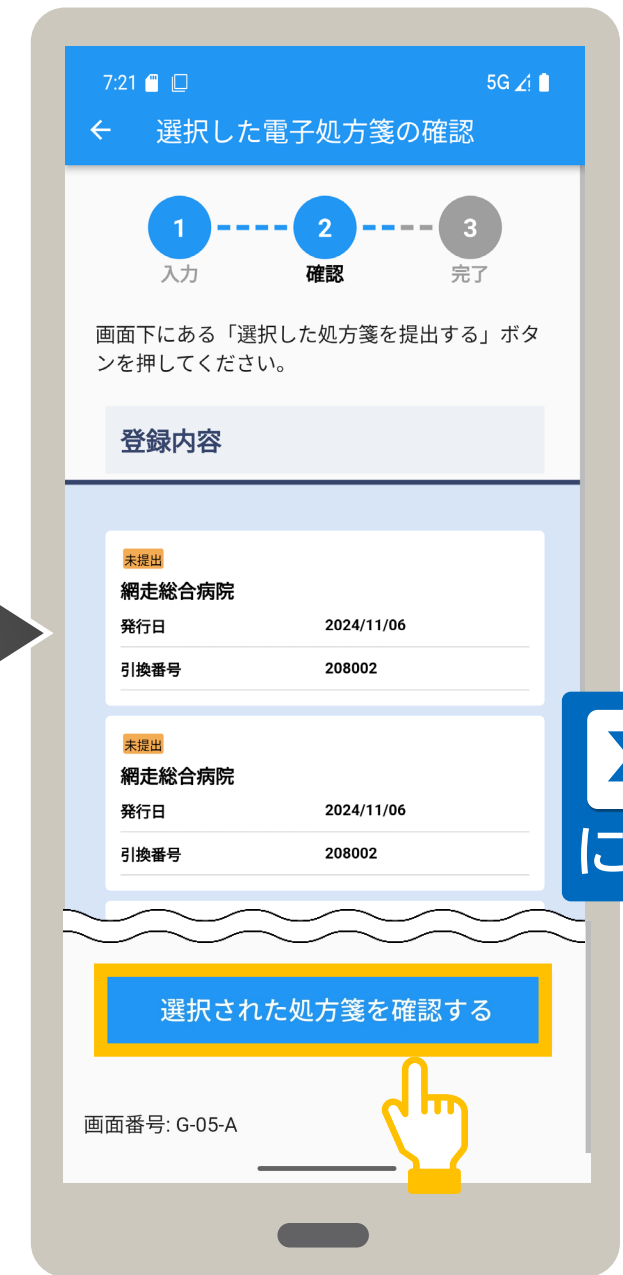 7:21 5G
選択した電子処方箋の確認
1 2 3
入力 確認 完了
画面下にある「選択した処方箋を提出する」ボタ
ンを押してください。
登録内容
未提出
網走総合病院
発行日 2024/11/06
引換番号 208002
未提出
網走総合病院
発行日 2024/11/06
引換番号 208002
選択された処方箋を確認する
画面番号: G-05-A
に